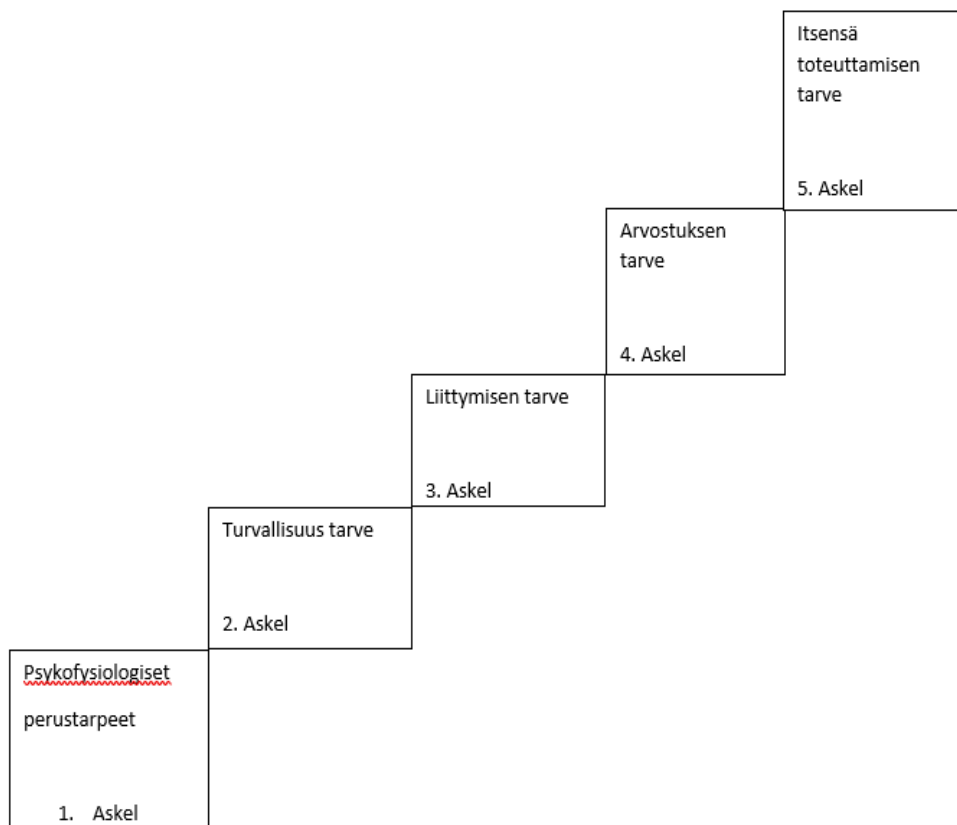 Itsensä
toteuttamisen
tarve
5. Askel
Arvostuksen
tarve
4. Askel
Liittymisen tarve
3. Askel
Turvallisuus tarve
2. Askel
Psykofysiologiset
perustarpeet
1. Askel